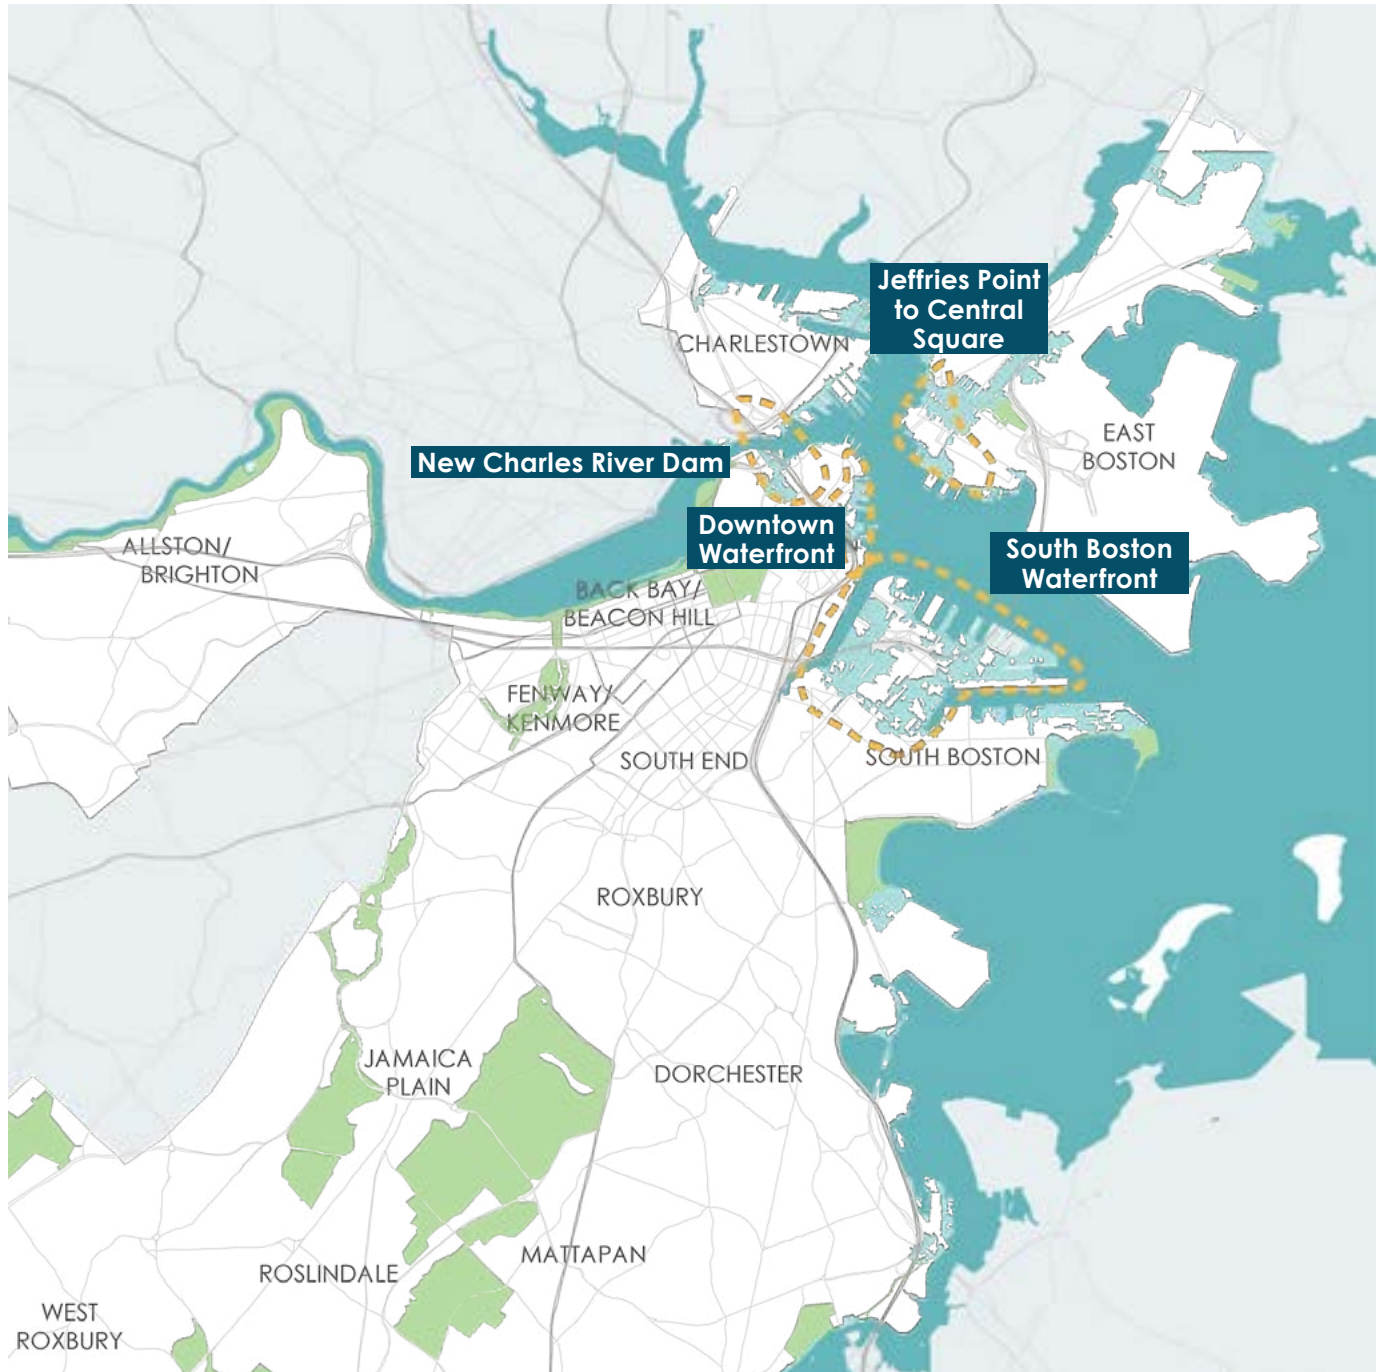 Jeffries Point
to Central
Square
CHARLESTOWN
EAST
BOSTON
New Charles River Dam
Downtown
Waterfront
South Boston
Waterfront
ALLSTON/
BRIGHTON
BACK BAY/
BEACON HILL
FENWAY/
KENMORE
SOUTH END
SOUTH BOSTON
ROXBURY
JAMAICA
PLAIN
DORCHESTER
MATTAPAN
ROSLINDALE
WEST
ROXBURY